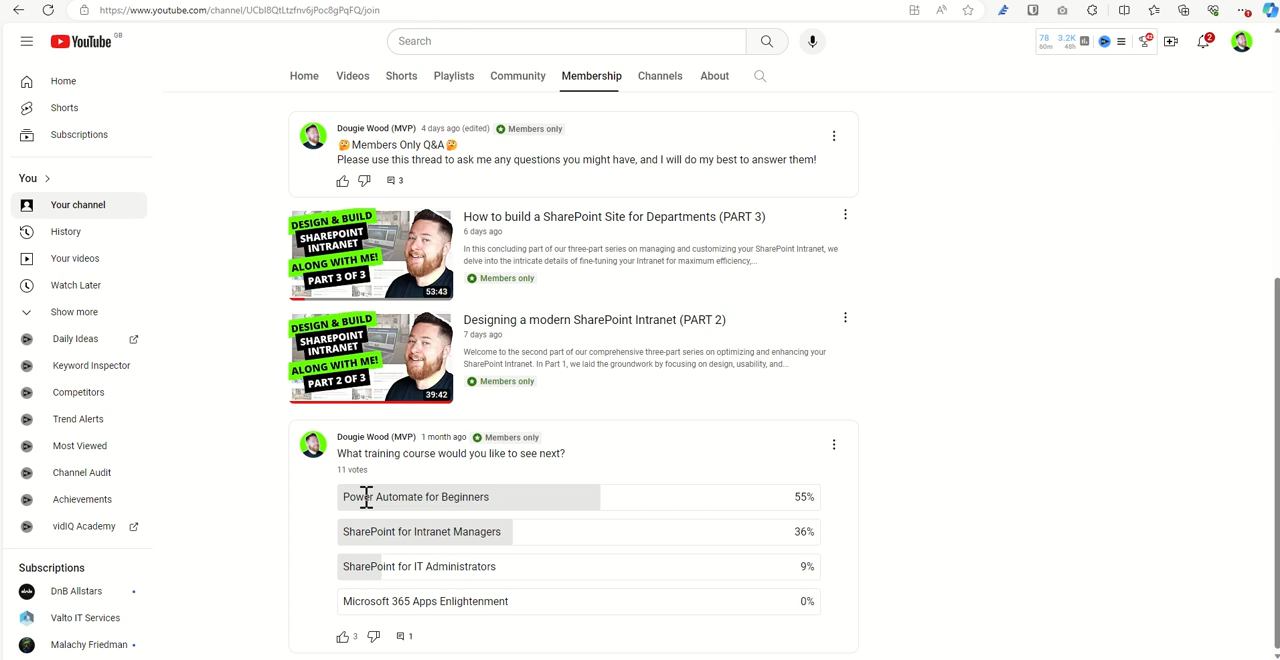 https://www.youtube.com/channel/UCbI8QtLtzfnv6jPoc8gPqFQ/join
YouTube GB
Search
78 3.2K
60m 48h
42
2
Home Videos Shorts Playlists Community Membership Channels About
Home
Shorts
Subscriptions
You
Your channel
History
Your videos
Watch Later
Show more
Daily Ideas
Keyword Inspector
Competitors
Trend Alerts
Most Viewed
Channel Audit
Achievements
vidIQ Academy
Subscriptions
DnB Allstars
Valto IT Services
Malachy Friedman
Dougie Wood (MVP) 4 days ago (edited) Members only
🤔Members Only Q&A🤔
Please use this thread to ask me any questions you might have, and I will do my best to answer them!
3
DESIGN & BUILD
SHAREPOINT
INTRANET
ALONG WITH ME!
PART 3 OF 3
53:43
How to build a SharePoint Site for Departments (PART 3)
6 days ago
In this concluding part of our three-part series on managing and customizing your SharePoint Intranet, we
delve into the intricate details of fine-tuning your Intranet for maximum efficiency,...
Members only
DESIGN & BUILD
SHAREPOINT
INTRANET
ALONG WITH ME!
PART 2 OF 3
39:42
Designing a modern SharePoint Intranet (PART 2)
7 days ago
Welcome to the second part of our comprehensive three-part series on optimizing and enhancing your
SharePoint Intranet. In Part 1, we laid the groundwork by focusing on design, usability, and...
Members only
Dougie Wood (MVP) 1 month ago Members only
What training course would you like to see next?
11 votes
Power Automate for Beginners 55%
SharePoint for Intranet Managers 36%
SharePoint for IT Administrators 9%
Microsoft 365 Apps Enlightenment 0%
3 1